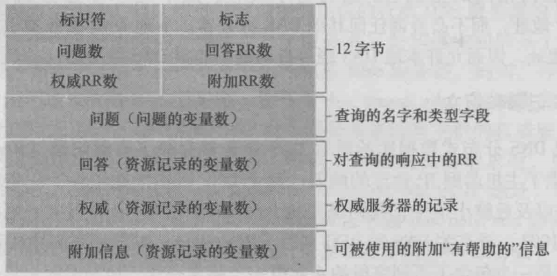 标识符 标志
问题数 回答RR数 12字节
权威RR数 附加RR数
问题（问题的变量数） 查询的名字和类型字段
回答（资源记录的变量数） 对查询的响应中的RR
权威（资源记录的变量数） 权威服务器的记录
附加信息（资源记录的变量数） 可被使用的附加“有帮助的”信息